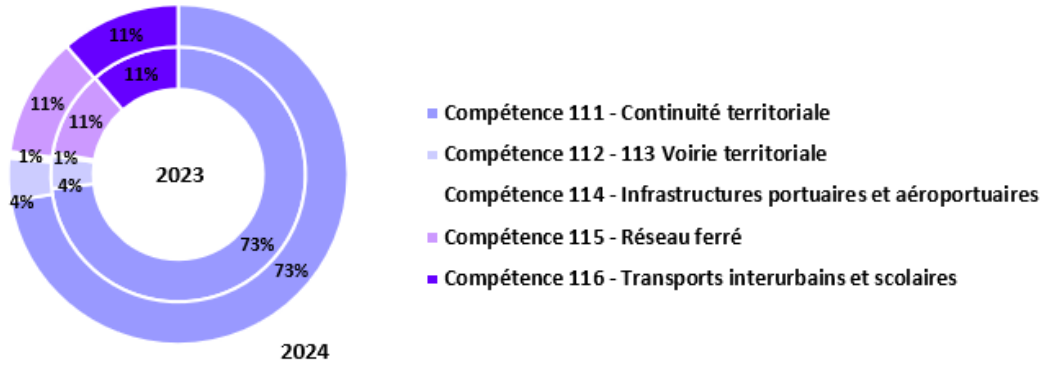 11%
11%
11%
11%
1%
1%
4%
4%
2023
73%
73%
2024
Compétence 111 - Continuité territoriale
Compétence 112 - 113 Voirie territoriale
Compétence 114 - Infrastructures portuaires et aéroportuaires
Compétence 115 - Réseau ferré
Compétence 116 - Transports interurbains et scolaires